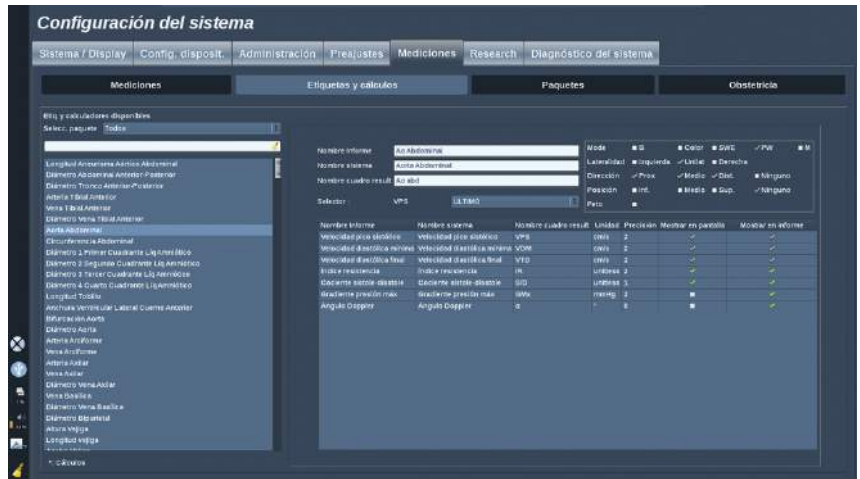 Configuración del sistema
Sistema / Display Config. disposit. Administración Preajustes Mediciones Research Diagnóstico del sistema
Mediciones Etiquetas y cálculos Paquetes Obstetricia
Etiq. y calculadores disponibles
Selecc. paquete Todos
Longitud Aneurisma Aórtico Abdominal
Diámetro Abdominal Anterior-Posterior
Diámetro Tronco Anterior-Posterior
Arteria Tibial Anterior
Vena Tibial Anterior
Diámetro Vena Tibial Anterior
Aorta Abdominal
Circunferencia Abdominal
Diámetro 1 Primer Cuadrante Líq Amniótico
Diámetro 2 Segundo Cuadrante Líq Amniótico
Diámetro 3 Tercer Cuadrante Líq Amniótico
Diámetro 4 Cuarto Cuadrante Líq Amniótico
Longitud Tobillo
Anchura Ventricular Lateral Cuerno Anterior
Bifurcación Aorta
Diámetro Aorta
Arteria Arciforme
Vena Arciforme
Arteria Axilar
Vena Axilar
Diámetro Vena Axilar
Vena Basílica
Diámetro Vena Basílica
Diámetro Biparietal
Altura Vejiga
Longitud Vejiga
*: Cálculos
Nombre informe Ao Abdominal
Nombre sistema Aorta Abdominal
Nombre cuadro result. Ao abd
Selector : VPS ÚLTIMO
Modo B Color SWE PW M
Lateralidad Izquierda Unilat Derecha
Dirección Prox Medio Dist. Ninguno
Posición Inf. Medio Sup. Ninguno
Feto
Nombre informe Nombre sistema Nombre cuadro result. Unidad Precisión Mostrar en pantalla Mostrar en informe
Velocidad pico sistólico Velocidad pico sistólico VPS cm/s 2
Velocidad diastólica mínima Velocidad diastólica mínima VDM cm/s 2
Velocidad diastólica final Velocidad diastólica final VTD cm/s 2
Índice resistencia Índice resistencia IR unitless 2
Cociente sístole-diástole Cociente sístole-diástole S/D unitless
Gradiente presión máx Gradiente presión máx GMx mmHg 2
Ángulo Doppler Ángulo Doppler α ° 0